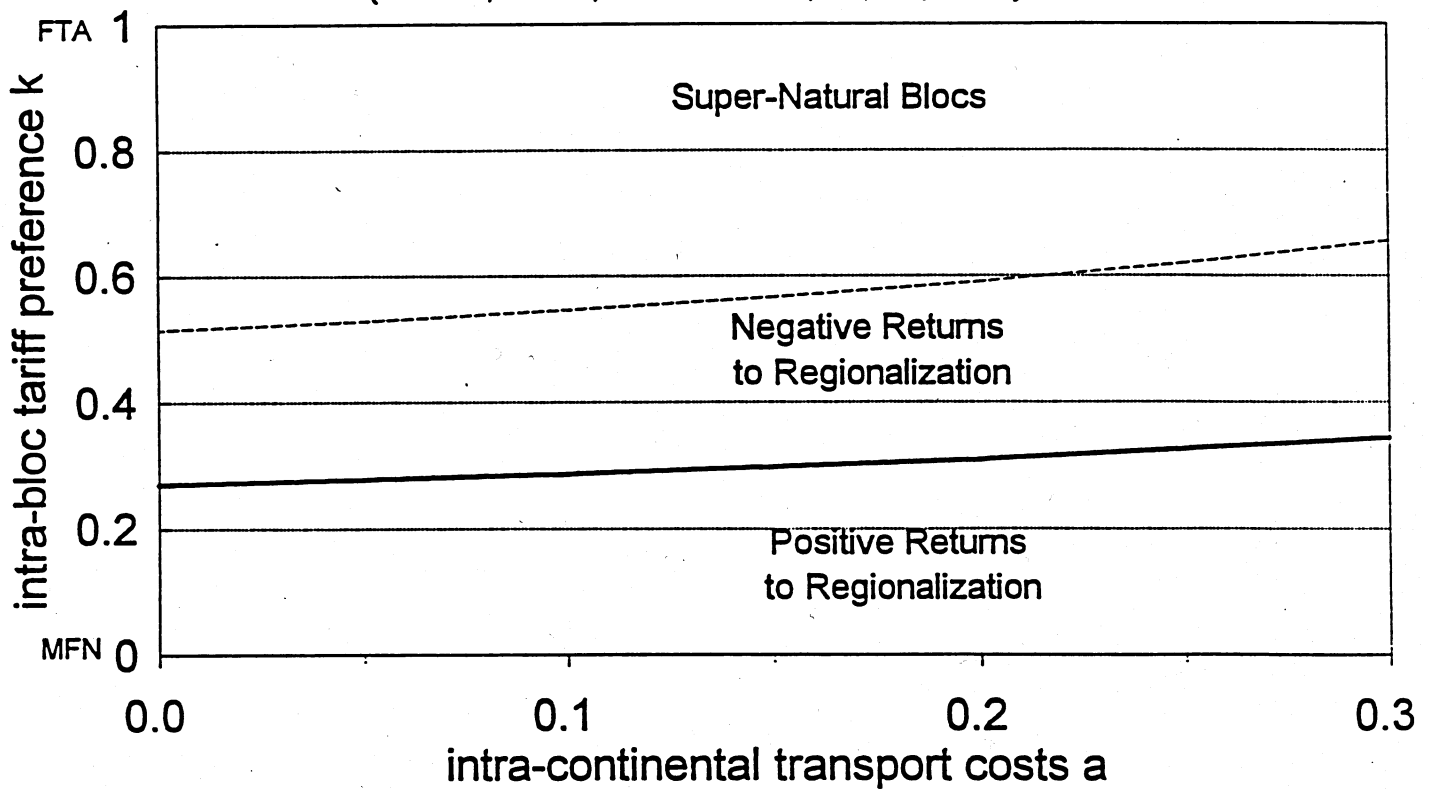 FTA 1
Super-Natural Blocs
0.8
0.6
Negative Returns
to Regionalization
0.4
0.2
Positive Returns
to Regionalization
MFN 0
0.0 0.1 0.2 0.3
intra-continental transport costs a
intra-bloc tariff preference k